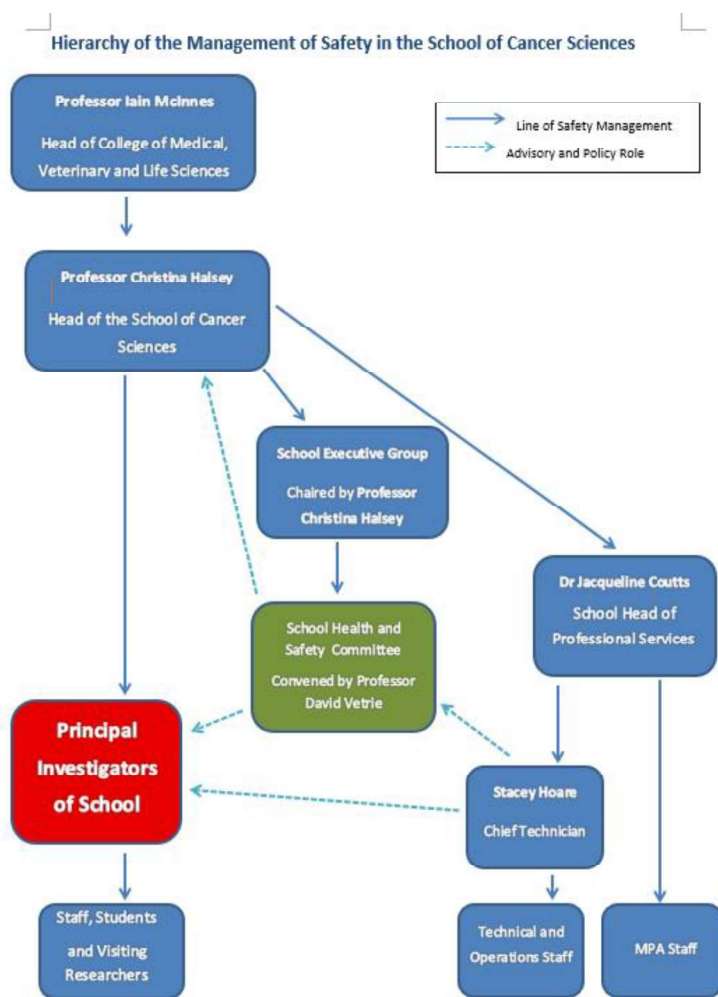 Hierarchy of the Management of Safety in the School of Cancer Sciences
Professor Iain McInnes
Head of College of Medical,
Veterinary and Life Sciences
Line of Safety Management
Advisory and Policy Role
Professor Christina Halsey
Head of the School of Cancer
Sciences
School Executive Group
Chaired by Professor
Christina Halsey
Dr Jacqueline Coutts
School Head of
Professional Services
School Health and
Safety Committee
Convened by Professor
David Vetrie
Principal
Investigators
of School
Stacey Hoare
Chief Technician
Staff, Students
and Visiting
Researchers
Technical and
Operations Staff
MPA Staff